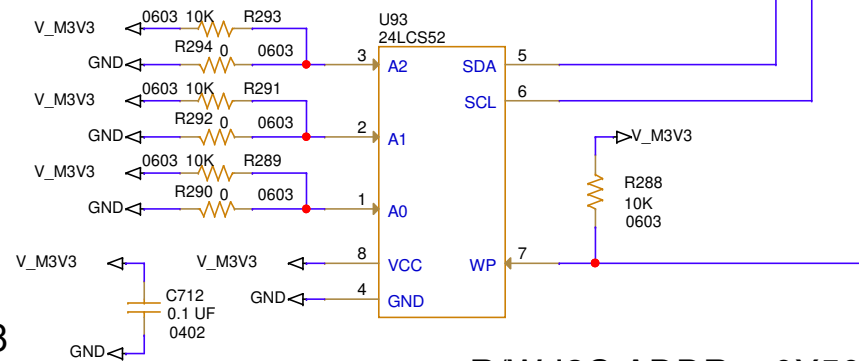 0603 10K R293
U93
24LCS52
V_M3V3
R294 0 0603
GND
3 A2 SDA 5
0603 10K R291
V_M3V3
SCL 6
R292 0 0603
GND
2 A1
V_M3V3
0603 10K R289
V_M3V3
R290 0 0603
R288
10K
0603
GND
1 A0
V_M3V3 V_M3V3 8 VCC WP 7
C712
0.1 UF
0402
GND 4 GND
GND